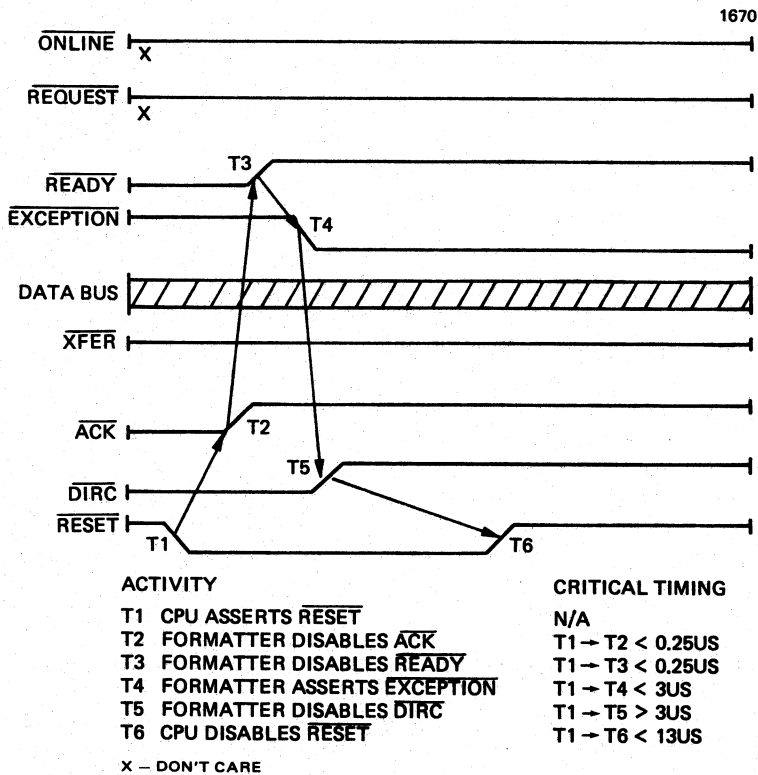 1670
ONLINE
X
REQUEST
X
T3
READY
EXCEPTION
T4
DATA BUS
XFER
ACK
T2
T5
DIRC
RESET
T1
T6
ACTIVITY CRITICAL TIMING
T1 CPU ASSERTS RESET N/A
T2 FORMATTER DISABLES ACK T1→T2 < 0.25US
T3 FORMATTER DISABLES READY T1→T3 < 0.25US
T4 FORMATTER ASSERTS EXCEPTION T1→T4 < 3US
T5 FORMATTER DISABLES DIRC T1→T5 > 3US
T6 CPU DISABLES RESET T1→T6 < 13US
X – DON'T CARE